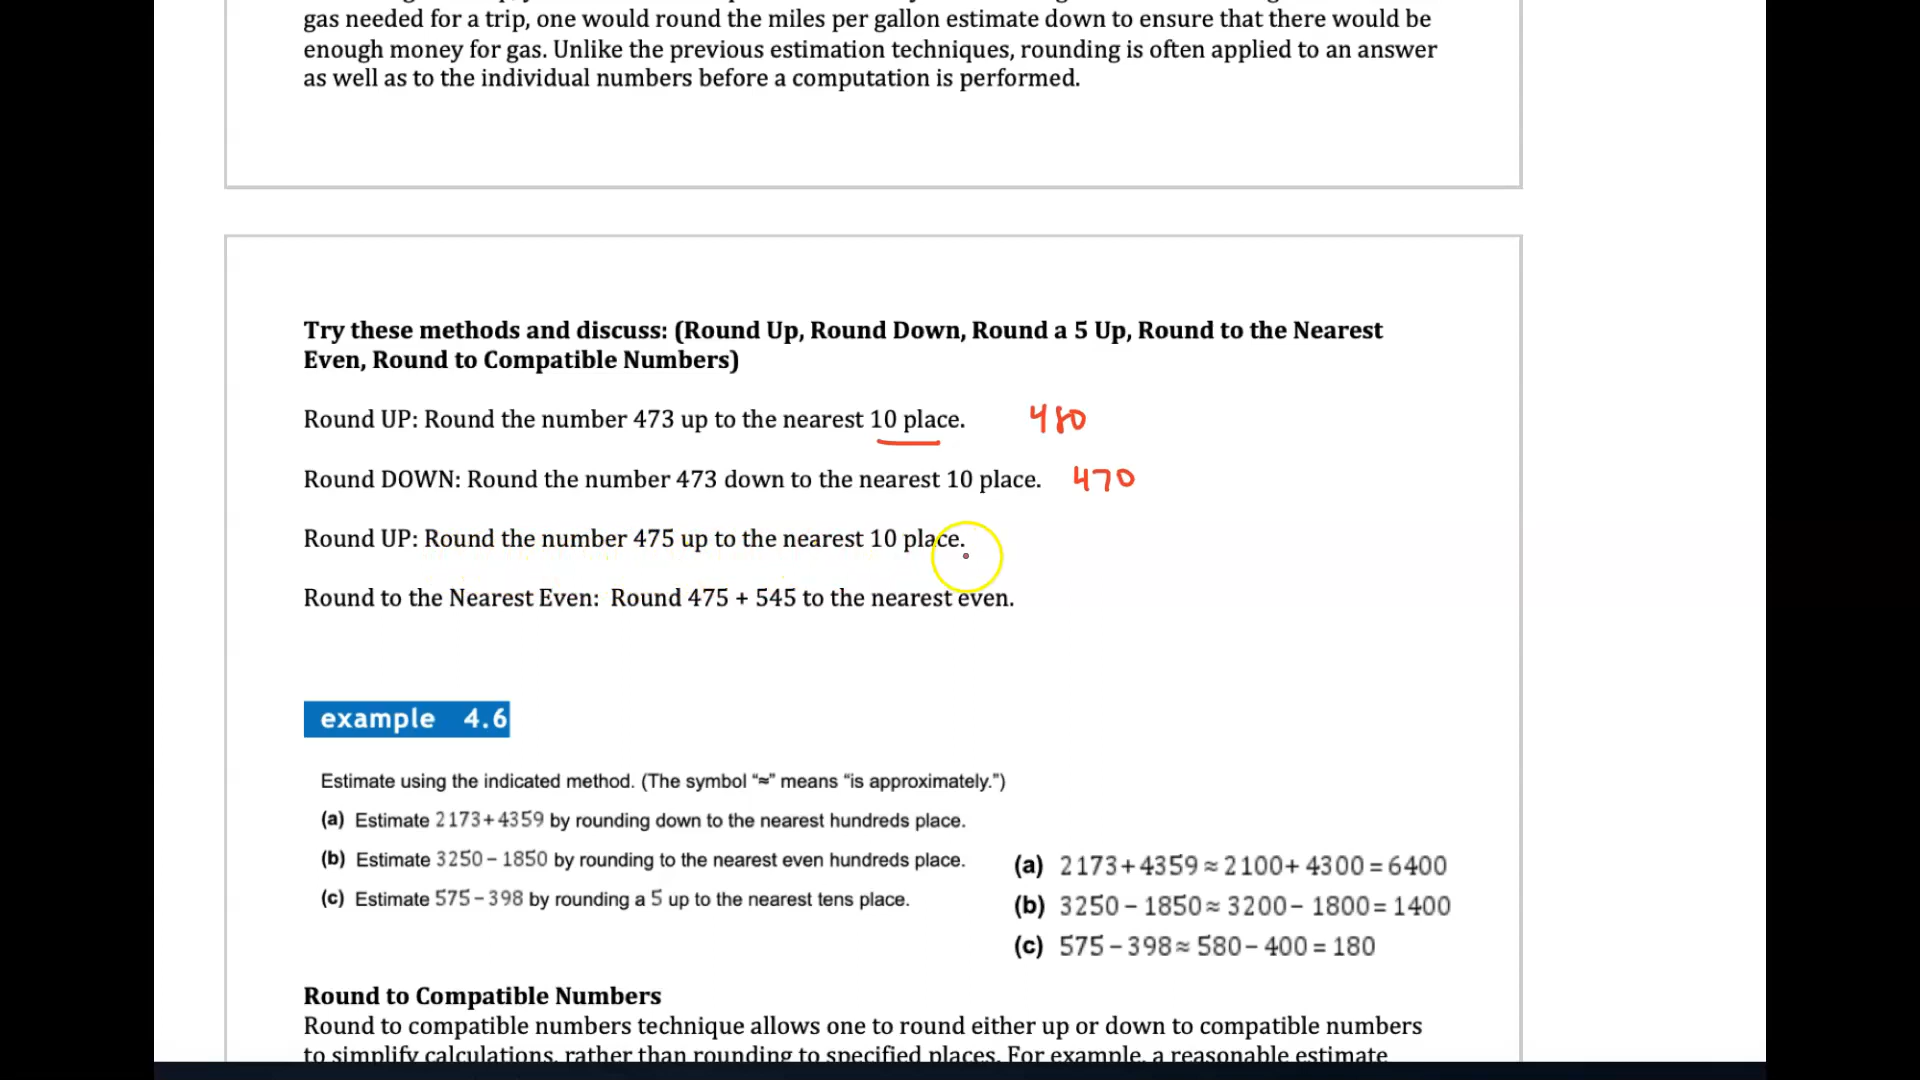 gas needed for a trip, one would round the miles per gallon estimate down to ensure that there would be
enough money for gas. Unlike the previous estimation techniques, rounding is often applied to an answer
as well as to the individual numbers before a computation is performed.
Try these methods and discuss: (Round Up, Round Down, Round a 5 Up, Round to the Nearest
Even, Round to Compatible Numbers)
Round UP: Round the number 473 up to the nearest 10 place. 480
Round DOWN: Round the number 473 down to the nearest 10 place. 470
Round UP: Round the number 475 up to the nearest 10 place.
Round to the Nearest Even: Round 475 + 545 to the nearest even.
example 4.6
Estimate using the indicated method. (The symbol “≈” means “is approximately.”)
(a) Estimate 2173+4359 by rounding down to the nearest hundreds place.
(b) Estimate 3250–1850 by rounding to the nearest even hundreds place.
(c) Estimate 575–398 by rounding a 5 up to the nearest tens place.
(a) 2173+4359≈2100+4300=6400
(b) 3250–1850≈3200–1800=1400
(c) 575–398≈580–400=180
Round to Compatible Numbers
Round to compatible numbers technique allows one to round either up or down to compatible numbers
to simplify calculations, rather than rounding to specified places. For example, a reasonable estimate